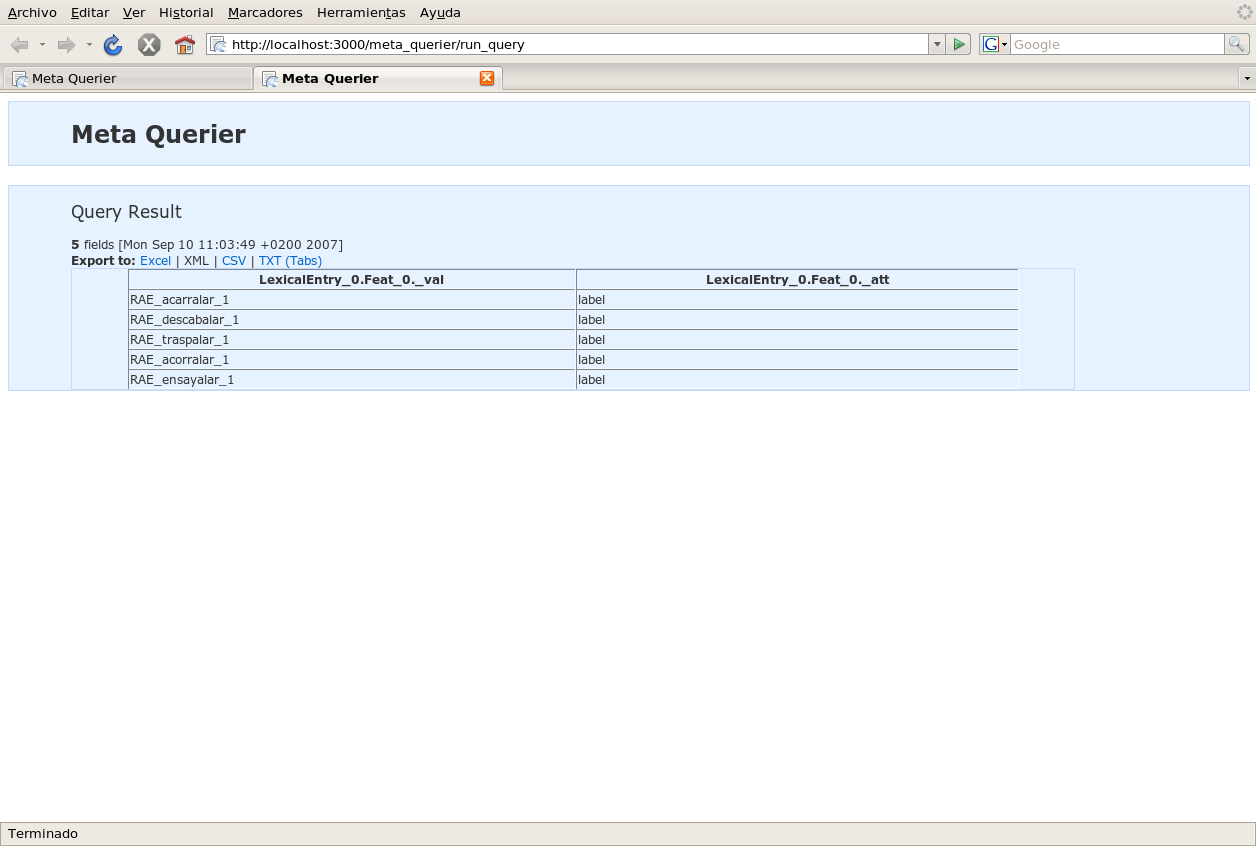 Archivo Editar Ver Historial Marcadores Herramientas Ayuda
http://localhost:3000/meta_querier/run_query G Google
Meta Querier Meta Querier
Meta Querier
Query Result
5 fields [Mon Sep 10 11:03:49 +0200 2007]
Export to: Excel | XML | CSV | TXT (Tabs)
LexicalEntry_0.Feat_0._val LexicalEntry_0.Feat_0._att
RAE_acarralar_1 label
RAE_descabalar_1 label
RAE_traspalar_1 label
RAE_acorralar_1 label
RAE_ensayalar_1 label
Terminado